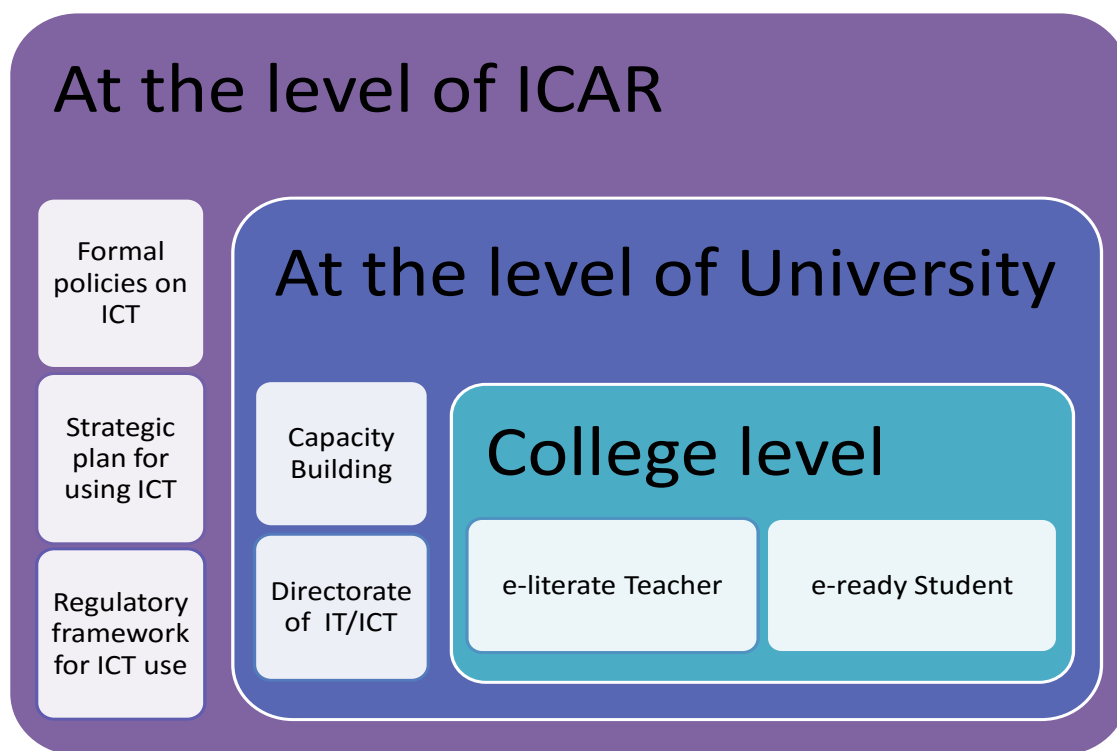 At the level of ICAR
Formal
policies on
ICT
Strategic
plan for
using ICT
Regulatory
framework
for ICT use
At the level of University
Capacity
Building
Directorate
of IT/ICT
College level
e-literate Teacher
e-ready Student